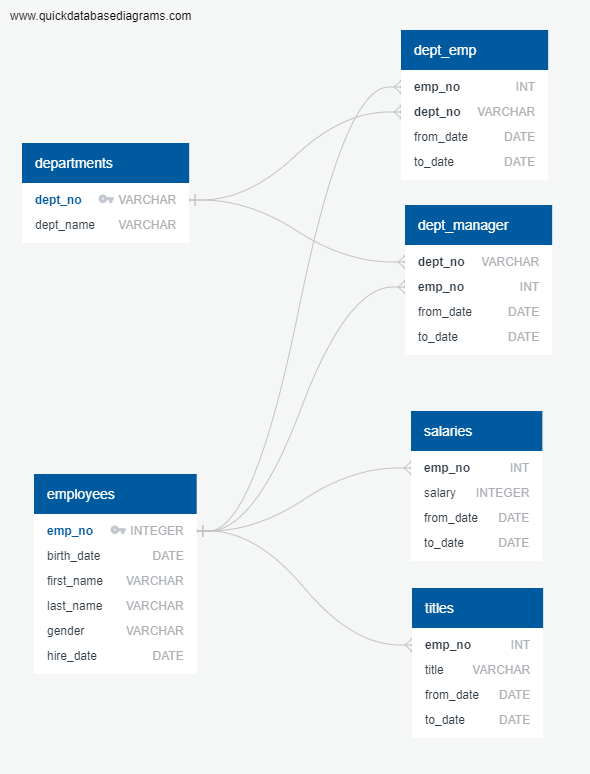 www.quickdatabasediagrams.com
dept_emp
emp_no INT
dept_no VARCHAR
from_date DATE
to_date DATE
departments
dept_no VARCHAR
dept_name VARCHAR
dept_manager
dept_no VARCHAR
emp_no INT
from_date DATE
to_date DATE
salaries
emp_no INT
salary INTEGER
from_date DATE
to_date DATE
employees
emp_no INTEGER
birth_date DATE
first_name VARCHAR
last_name VARCHAR
gender VARCHAR
hire_date DATE
titles
emp_no INT
title VARCHAR
from_date DATE
to_date DATE